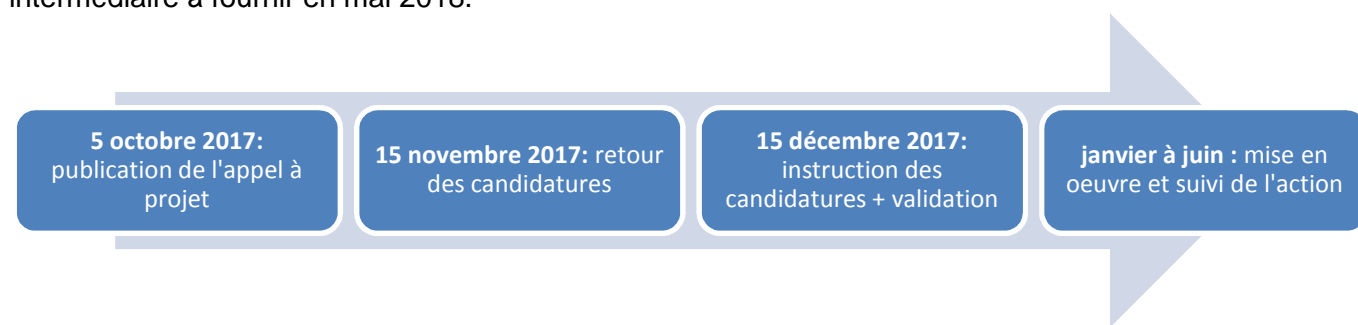 intermédiaire à fournir en mai 2018.
5 octobre 2017:
publication de l'appel à
projet
15 novembre 2017: retour
des candidatures
15 décembre 2017:
instruction des
candidatures + validation
janvier à juin : mise en
oeuvre et suivi de l'action